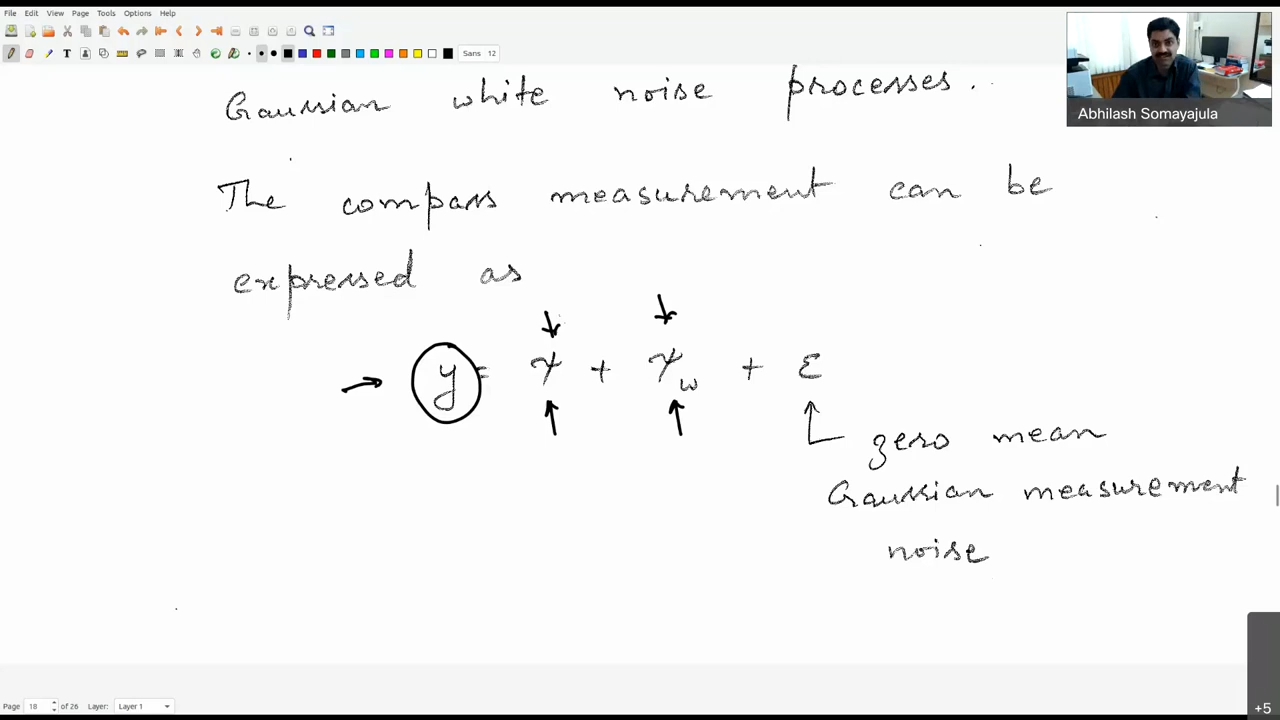 File Edit View Page Tools Options Help
Sans 12
Abhilash Somayajula
Gaussian white noise processes.
The compass measurement can be
expressed as
y = ψ + ψ_w + ε
zero mean
Gaussian measurement
noise
Page 18 of 26 Layer: Layer 1
+5